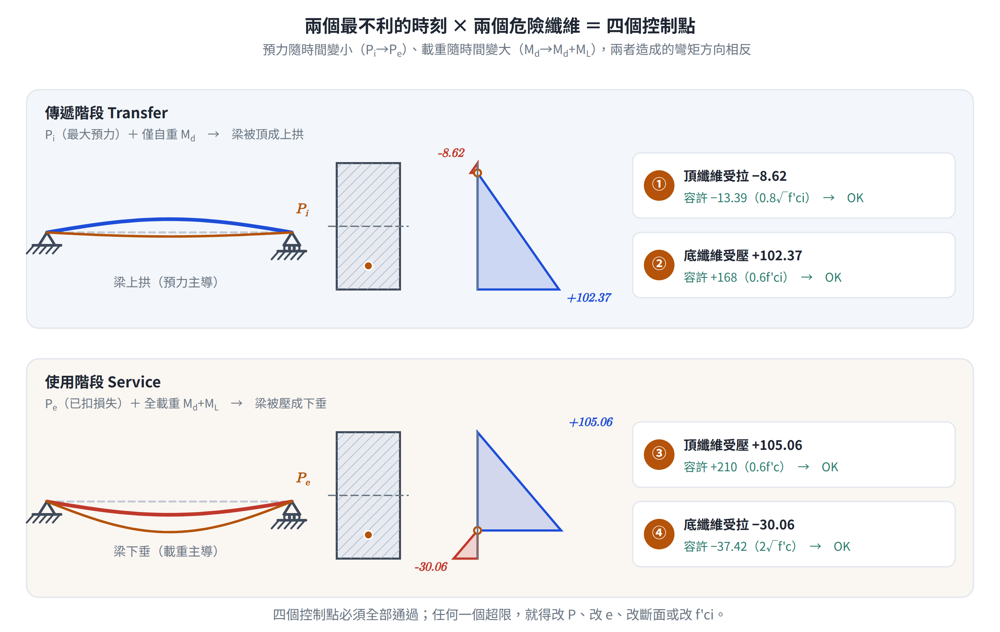 兩個最不利的時刻 × 兩個危險纖維 ＝ 四個控制點
預力隨時間變小（Pi→Pe）、載重隨時間變大（Md→Md+ML），兩者造成的彎矩方向相反
傳遞階段 Transfer
Pi（最大預力）＋ 僅自重 Md　→　梁被頂成上拱
-8.62
Pi
梁上拱（預力主導）
+102.37
① 頂纖維受拉 −8.62
容許 −13.39（0.8√f'ci）　→　OK
② 底纖維受壓 +102.37
容許 +168（0.6f'ci）　→　OK
使用階段 Service
Pe（已扣損失）＋ 全載重 Md+ML　→　梁被壓成下垂
+105.06
Pe
梁下垂（載重主導）
-30.06
③ 頂纖維受壓 +105.06
容許 +210（0.6f'c）　→　OK
④ 底纖維受拉 −30.06
容許 −37.42（2√f'c）　→　OK
四個控制點必須全部通過；任何一個超限，就得改 P、改 e、改斷面或改 f'ci。